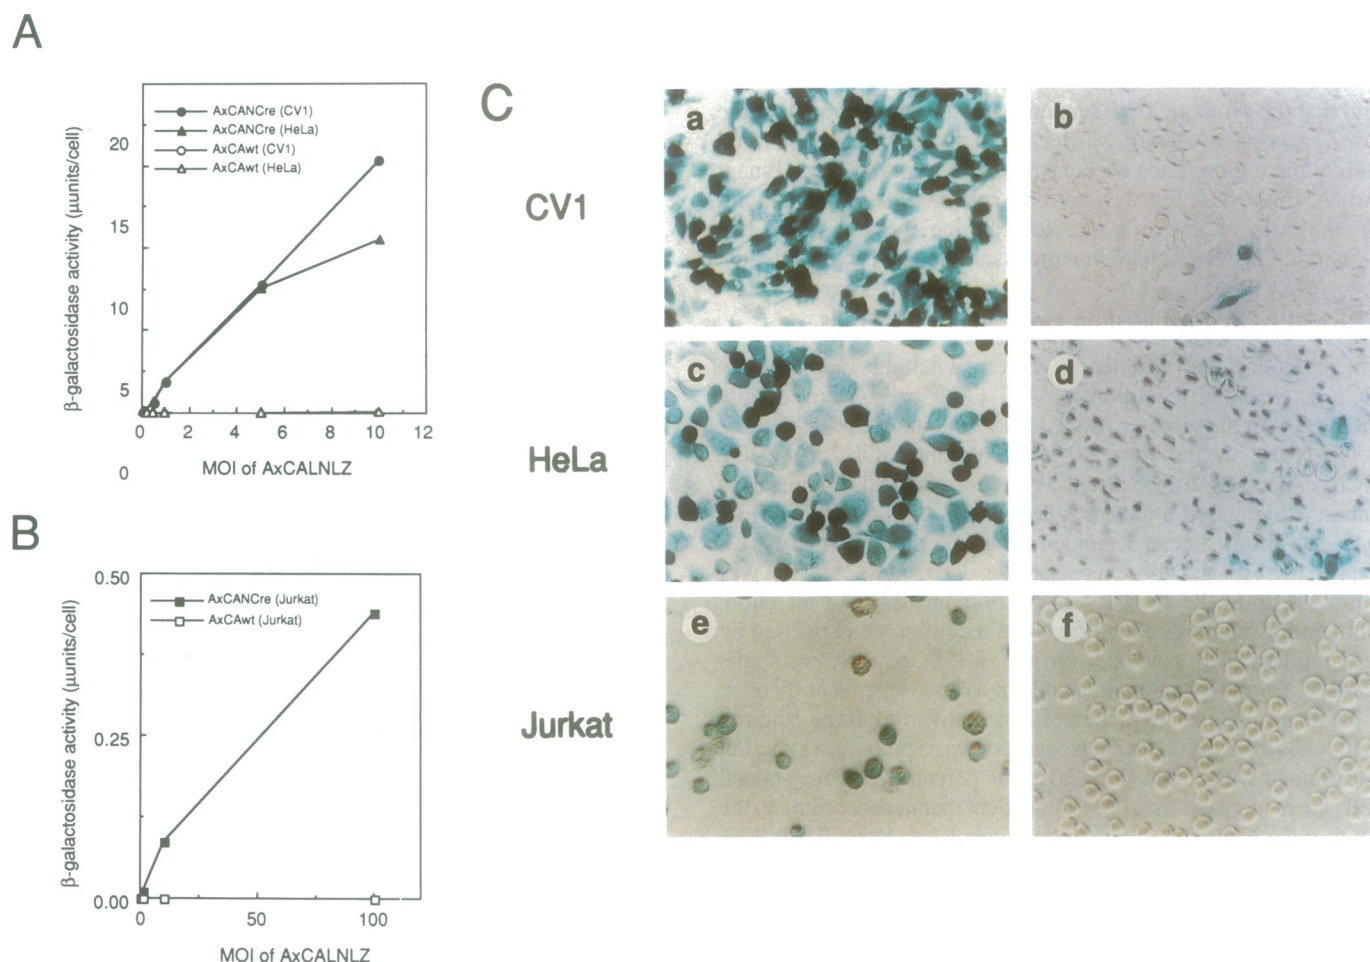 A
β-galactosidase activity (μunits/cell)
20
15
10
5
0
AxCANCre (CV1)
AxCANCre (HeLa)
AxCAwt (CV1)
AxCAwt (HeLa)
0 2 4 6 8 10 12
MOI of AxCALNLZ
B
β-galactosidase activity (μunits/cell)
0.50
0.25
0.00
AxCANCre (Jurkat)
AxCAwt (Jurkat)
0 50 100
MOI of AxCALNLZ
C
CV1
a
b
HeLa
c
d
Jurkat
e
f